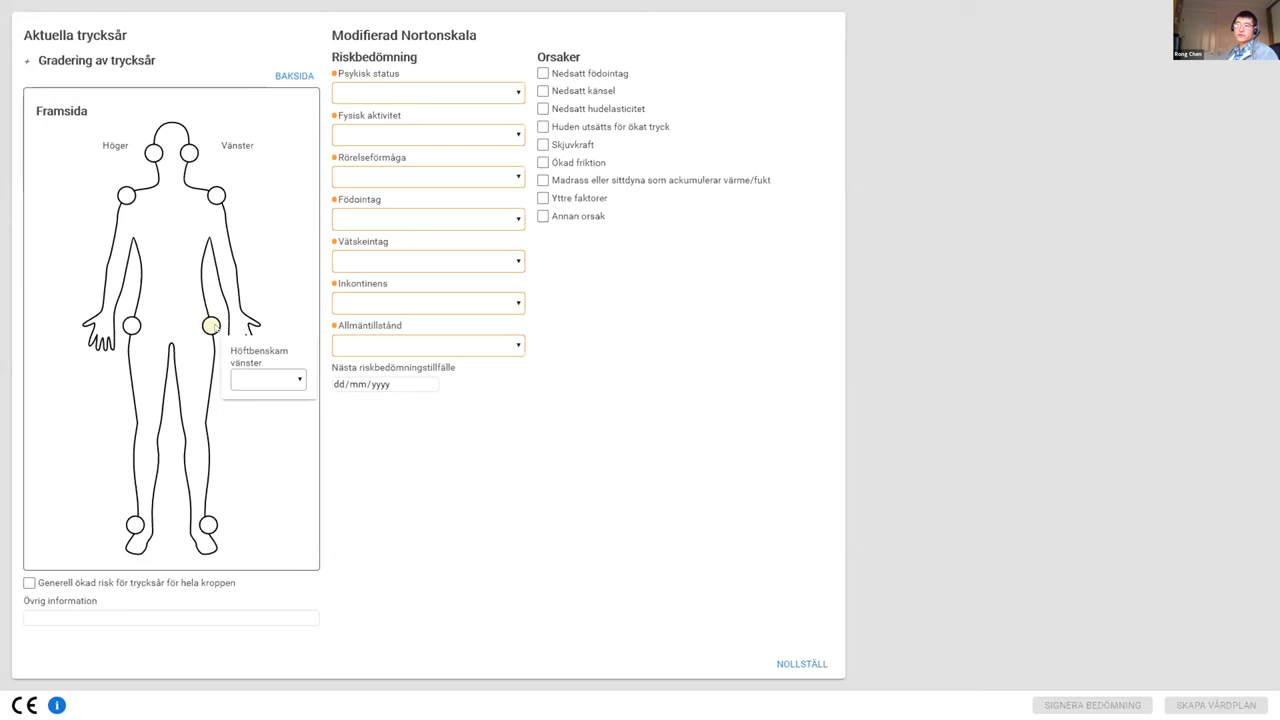 Aktuella trycksår
Gradering av trycksår
BAKSIDA
Framsida
Höger
Vänster
Höftbenskam
vänster
Generell ökad risk för trycksår för hela kroppen
Övrig information
Modifierad Nortonskala
Riskbedömning
Psykisk status
Fysisk aktivitet
Rörelseförmåga
Födointag
Vätskeintag
Inkontinens
Allmäntillstånd
Nästa riskbedömningstillfälle
dd/mm/yyyy
Orsaker
Nedsatt födointag
Nedsatt känsel
Nedsatt hudelasticitet
Huden utsätts för ökat tryck
Skjuvkraft
Ökad friktion
Madrass eller sittdyna som ackumulerar värme/fukt
Yttre faktorer
Annan orsak
NOLLSTÄLL
CE
i
SIGNERA BEDÖMNING
SKAPA VÅRDPLAN
Rong Chen